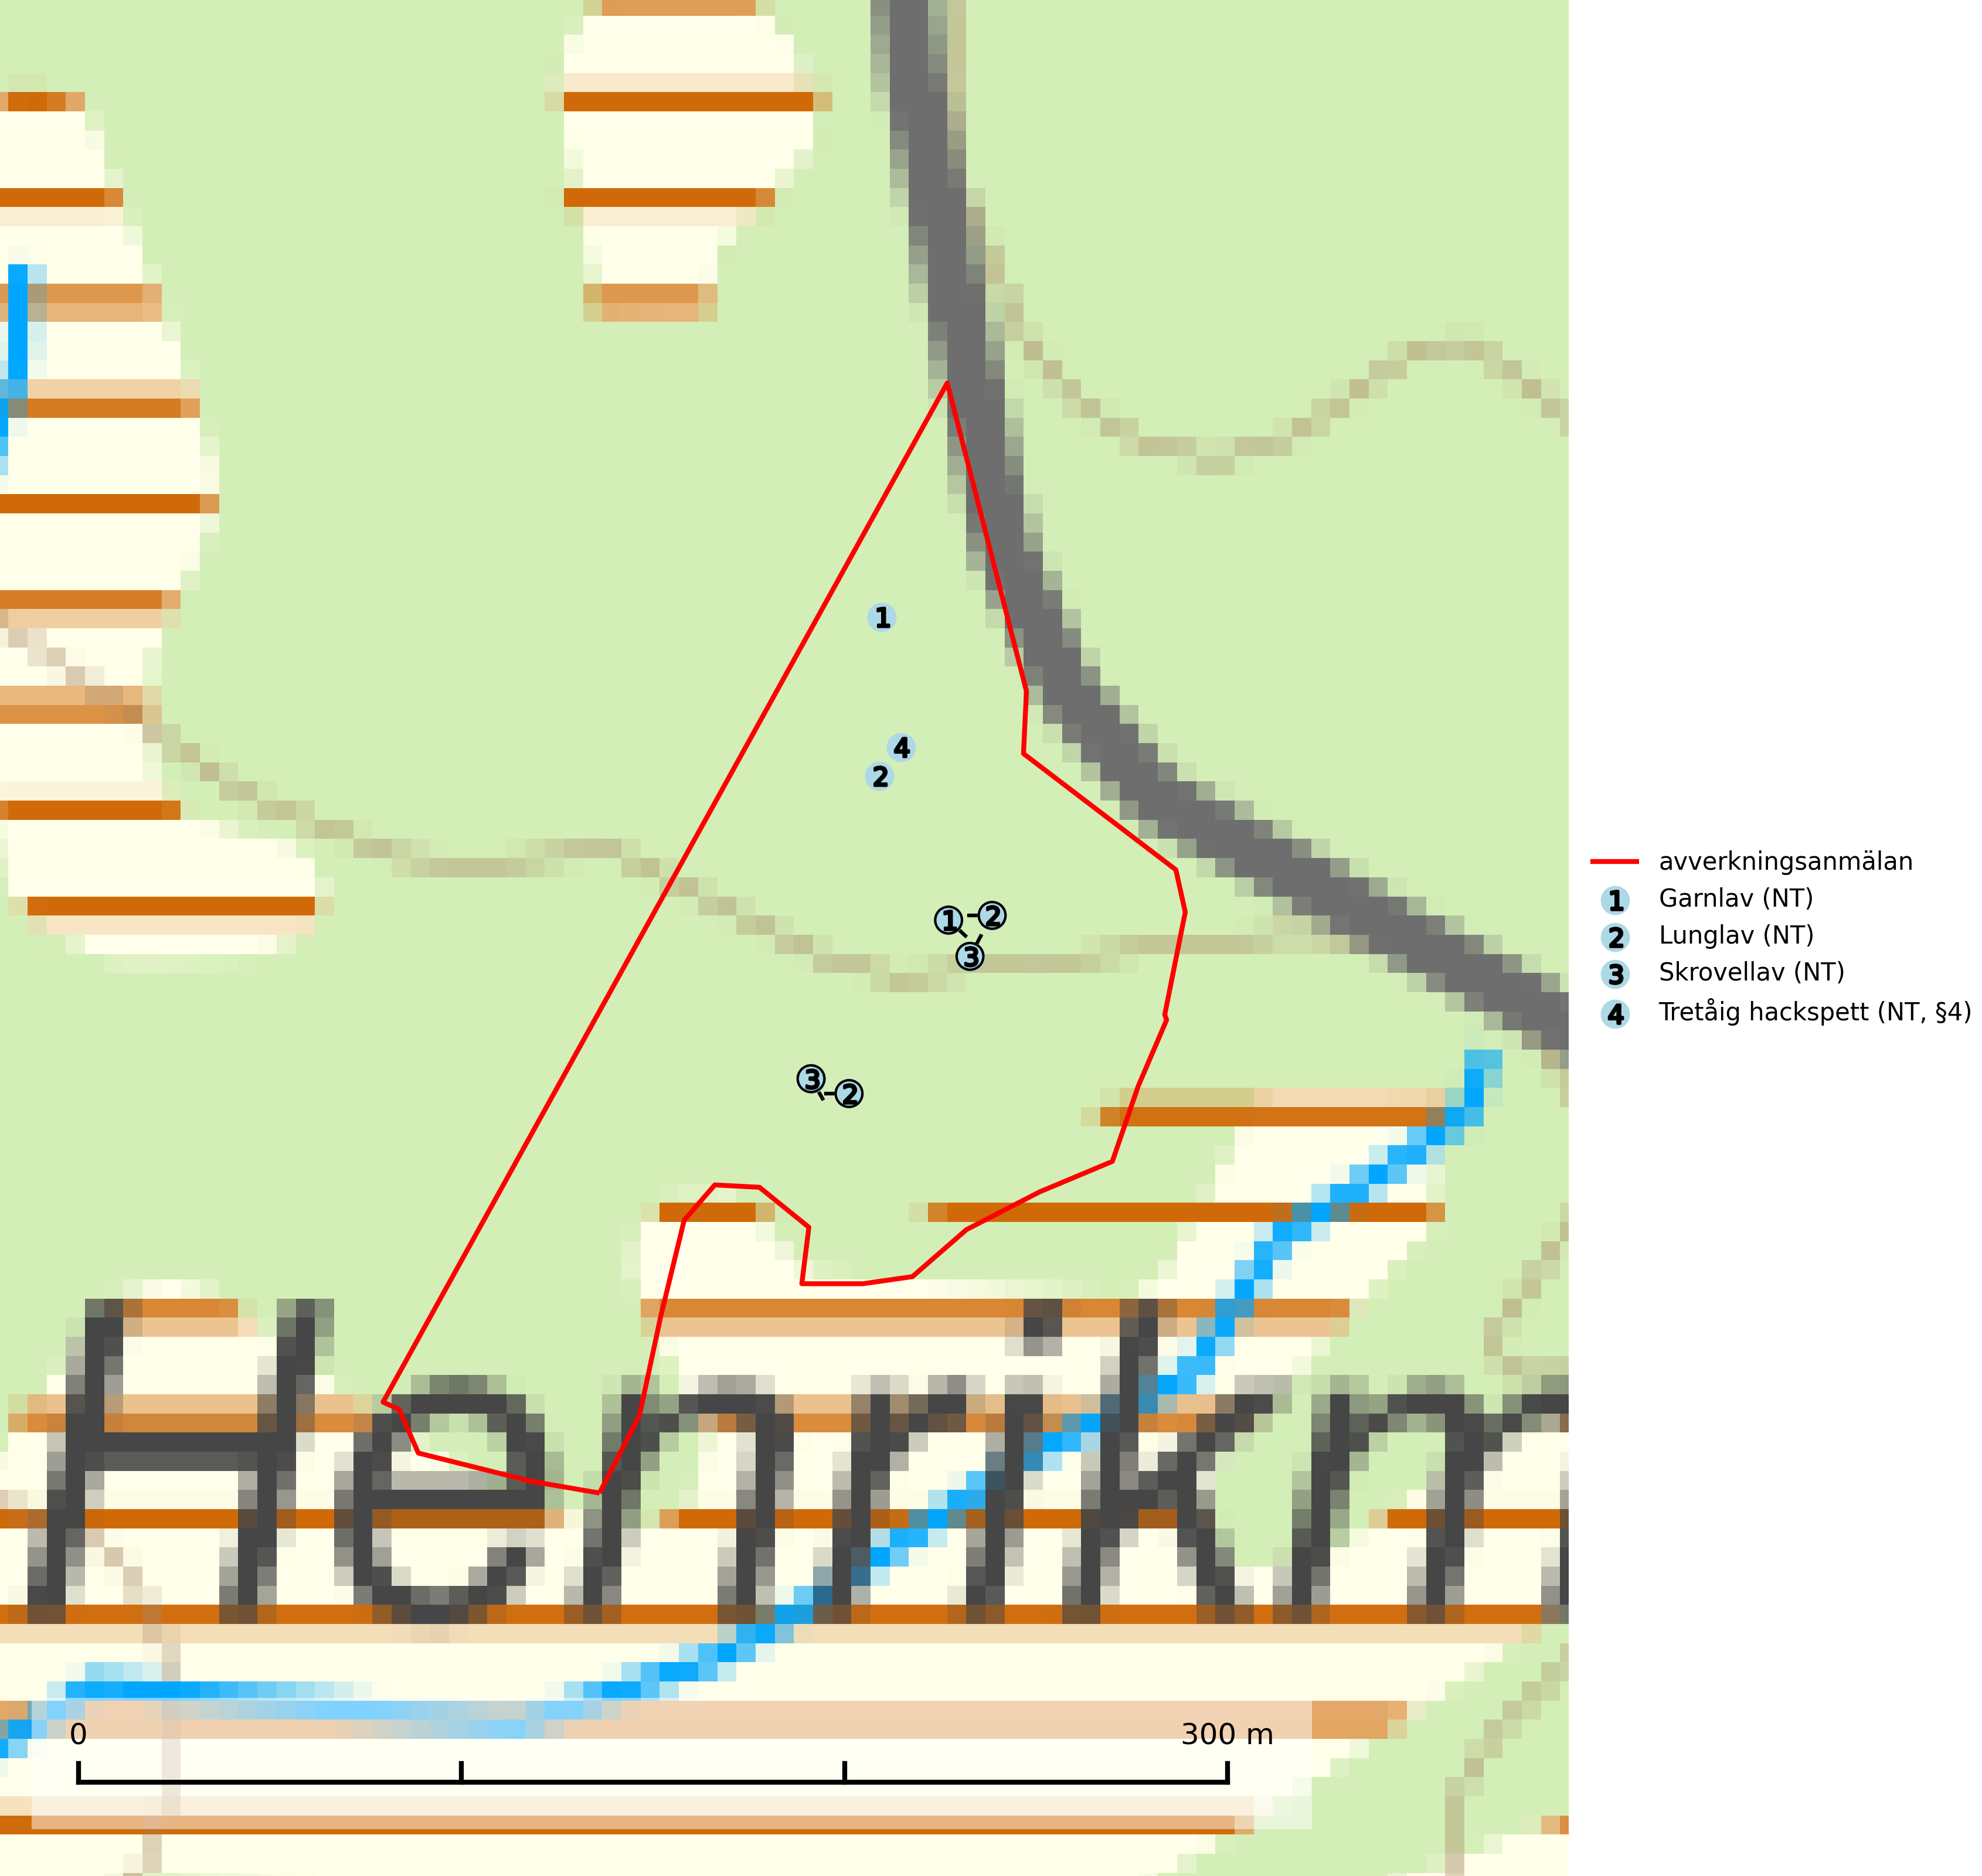 1
4
2
1 2
3
3 2
Henrikm
0 300 m
avverkningsanmälan
1 Garnlav (NT)
2 Lunglav (NT)
3 Skrovellav (NT)
4 Tretåig hackspett (NT, §4)